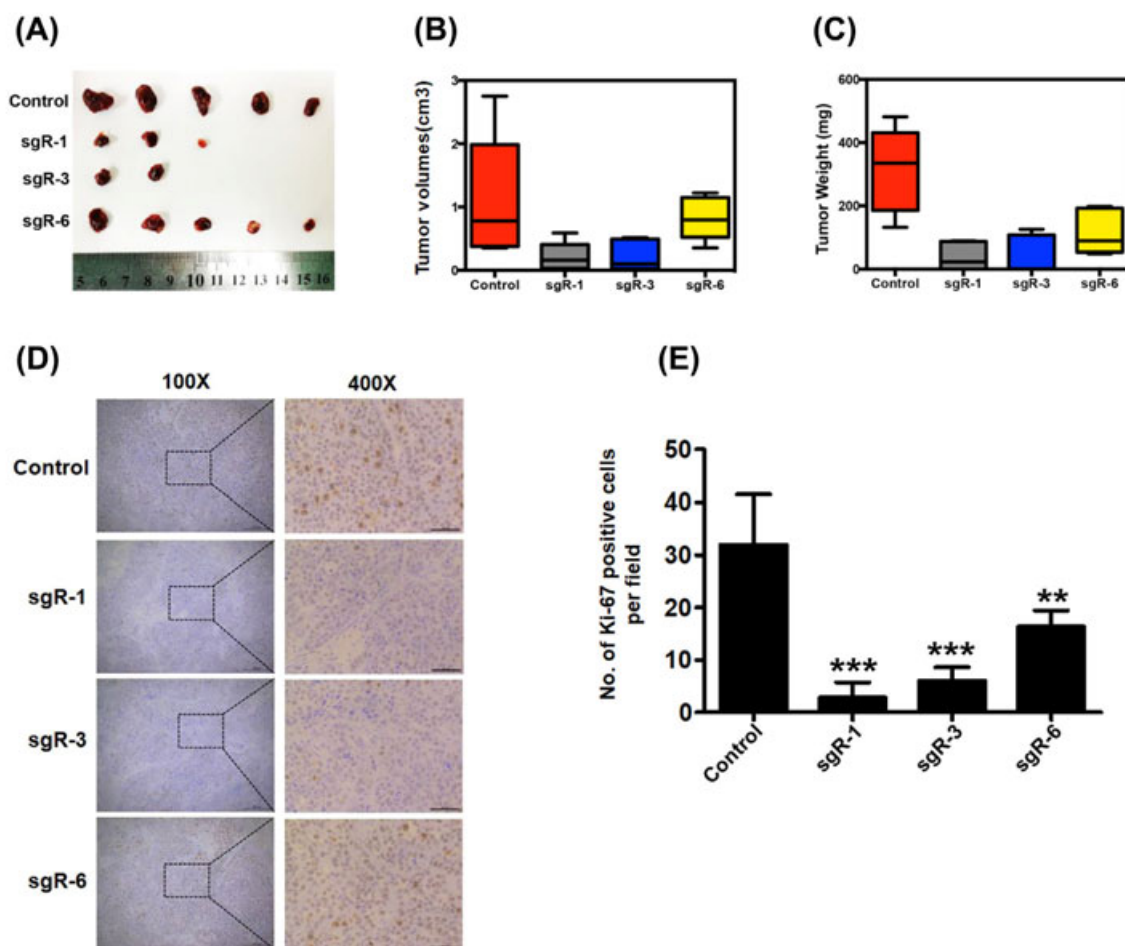 (A)
Control
sgR-1
sgR-3
sgR-6
5 6 7 8 9 10 11 12 13 14 15 16
(B)
Tumor volumes(cm3)
3
2
1
0
Control sgR-1 sgR-3 sgR-6
(C)
Tumor Weight (mg)
600
400
200
0
Control sgR-1 sgR-3 sgR-6
(D)
100X 400X
Control
sgR-1
sgR-3
sgR-6
(E)
No. of Ki-67 positive cells
per field
50
40
30
20
10
0
***
***
**
Control sgR-1 sgR-3 sgR-6